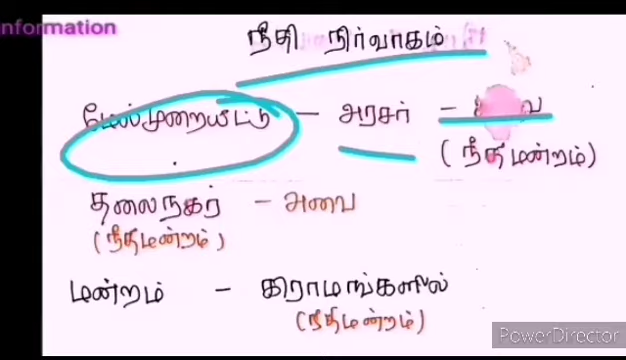 nformation
நீதி நிர்வாகம்
மேல்முறையீட்டு - அரசர் -
(நீதிமன்றம்)
தலைநகர் - அவை
(நீதிமன்றம்)
மன்றம் - கிராமங்களில்
(நீதிமன்றம்)
PowerDirector